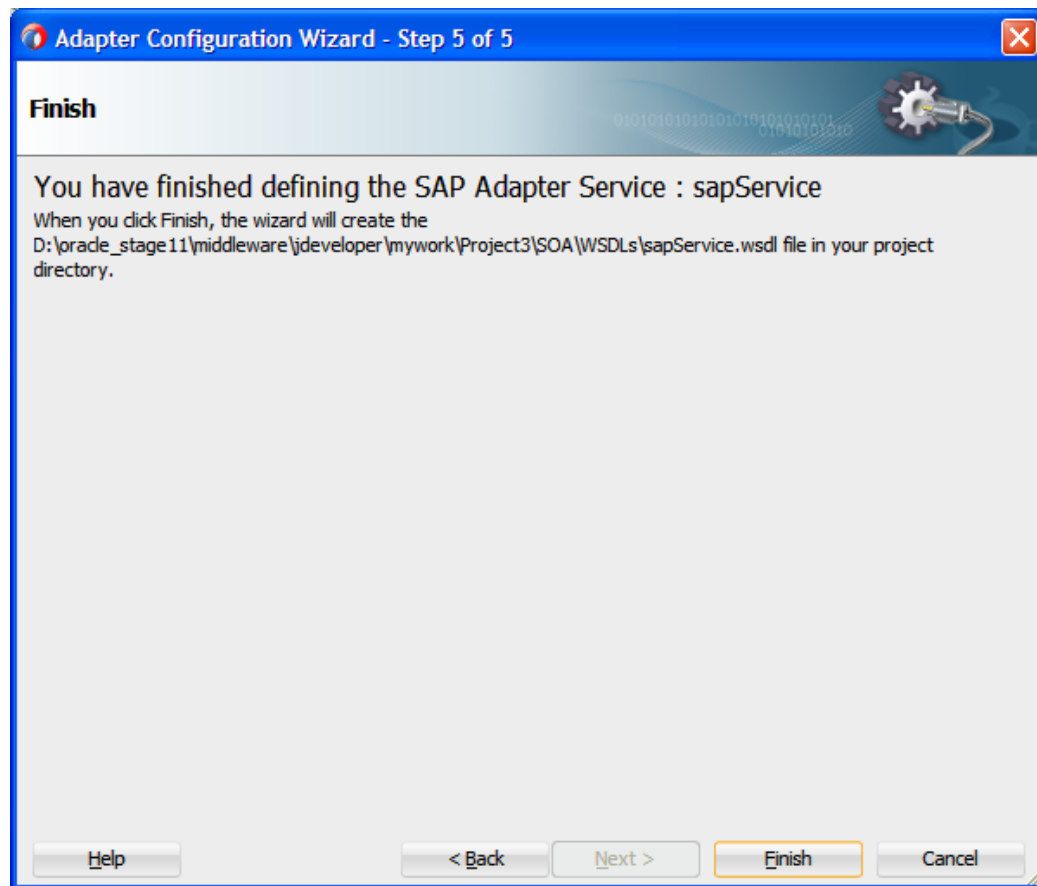 Adapter Configuration Wizard - Step 5 of 5
Finish
010101010101010101010101
01010101010
You have finished defining the SAP Adapter Service : sapService
When you click Finish, the wizard will create the
D:\oracle_stage11\middleware\jdeveloper\mywork\Project3\SOA\WSDLs\sapService.wsdl file in your project
directory.
Help < Back Next > Finish Cancel